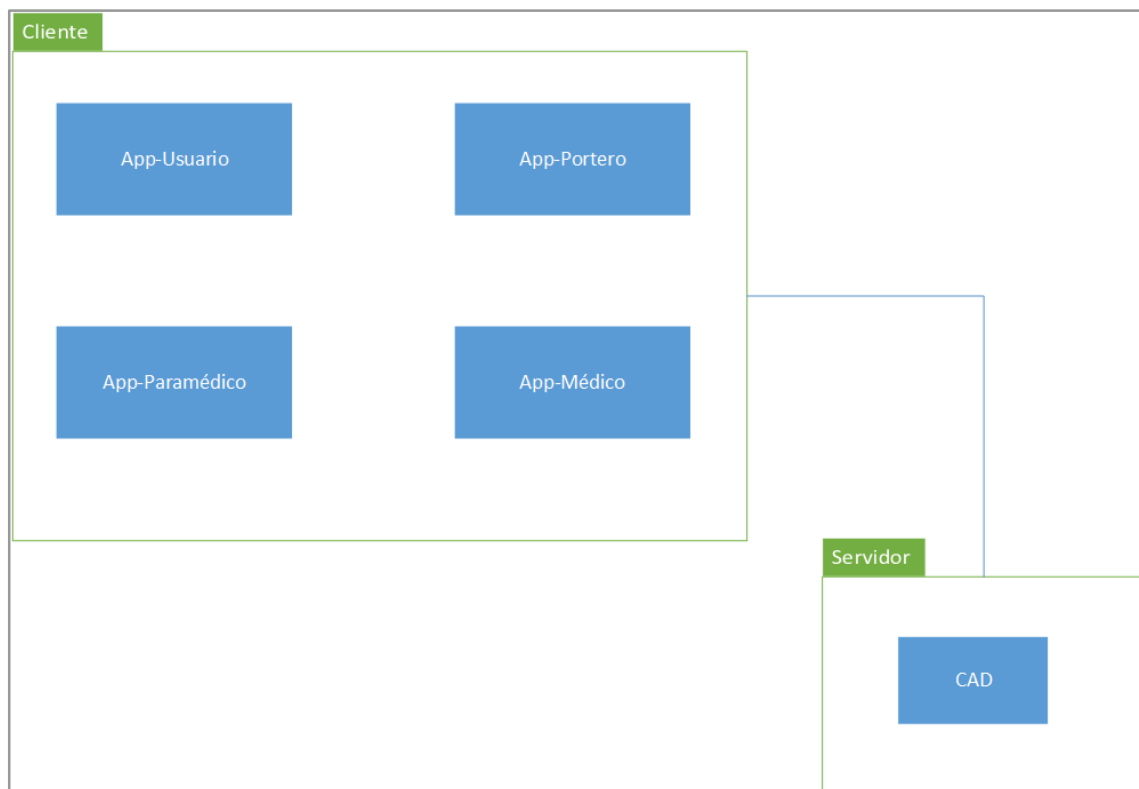 Cliente
App-Usuario
App-Portero
App-Paramédico
App-Médico
Servidor
CAD